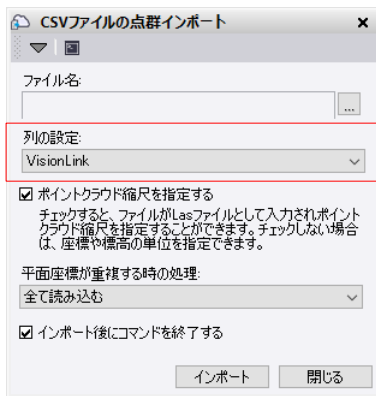 CSVファイルの点群インポート
ファイル名:
...
列の設定:
VisionLink
ポイントクラウド縮尺を指定する
チェックすると、ファイルがLasファイルとして入力されポイント
クラウド縮尺を指定することができます。チェックしない場合
は、座標や標高の単位を指定できます。
平面座標が重複する時の処理:
全て読み込む
インポート後にコマンドを終了する
インポート
閉じる